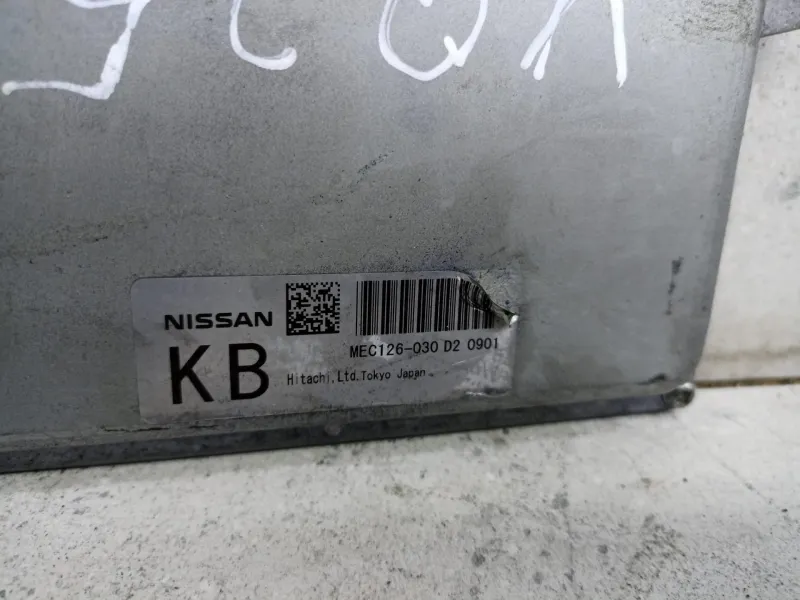 NISSAN
MEC126-030 D2 0901
KB
Hitachi,Ltd.Tokyo Japan